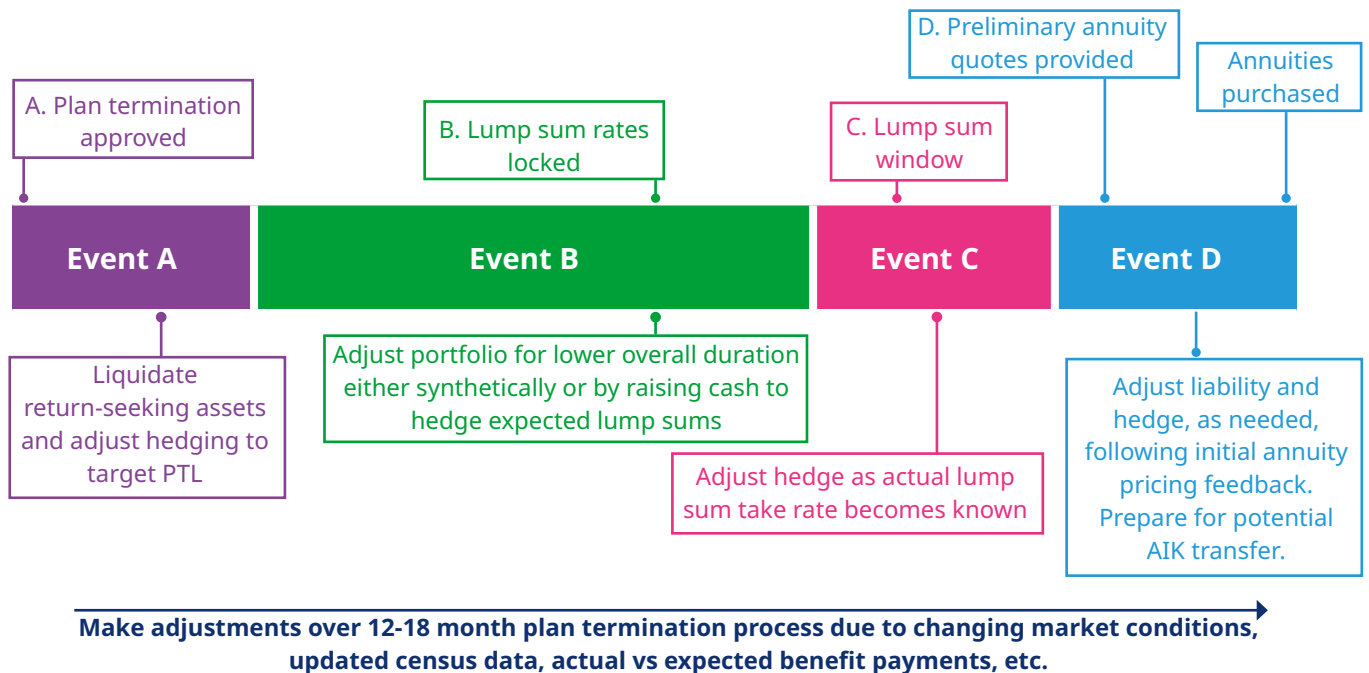 A. Plan termination
approved
B. Lump sum rates
locked
C. Lump sum
window
D. Preliminary annuity
quotes provided
Annuities
purchased
Event A
Event B
Event C
Event D
Liquidate
return-seeking assets
and adjust hedging to
target PTL
Adjust portfolio for lower overall duration
either synthetically or by raising cash to
hedge expected lump sums
Adjust hedge as actual lump
sum take rate becomes known
Adjust liability and
hedge, as needed,
following initial annuity
pricing feedback.
Prepare for potential
AIK transfer.
Make adjustments over 12-18 month plan termination process due to changing market conditions,
updated census data, actual vs expected benefit payments, etc.